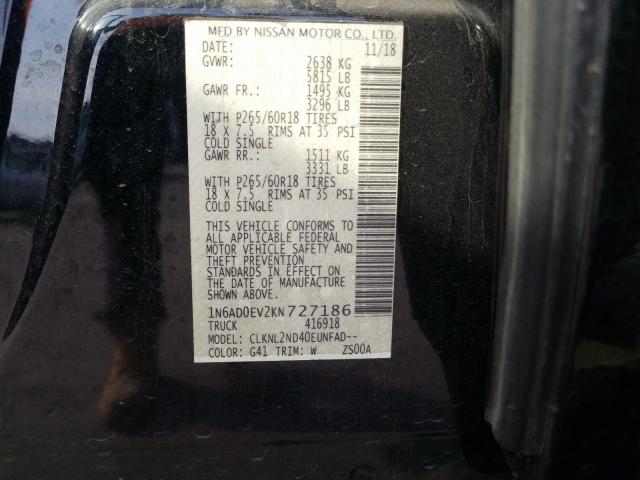 MFD BY NISSAN MOTOR CO., LTD.
DATE: 11/18
GVWR: 2638 KG
5815 LB
GAWR FR.: 1495 KG
3296 LB
WITH P265/60R18 TIRES
18 X 7.5 RIMS AT 35 PSI
COLD SINGLE
GAWR RR.: 1511 KG
3331 LB
WITH P265/60R18 TIRES
18 X 7.5 RIMS AT 35 PSI
COLD SINGLE
THIS VEHICLE CONFORMS TO
ALL APPLICABLE FEDERAL
MOTOR VEHICLE SAFETY AND
THEFT PREVENTION
STANDARDS IN EFFECT ON
THE DATE OF MANUFACTURE
SHOWN ABOVE.
1N6AD0EV2KN727186
TRUCK 416918
MODEL: CLKNL2ND40EUNFAD--
COLOR: G41 TRIM: W ZS00A